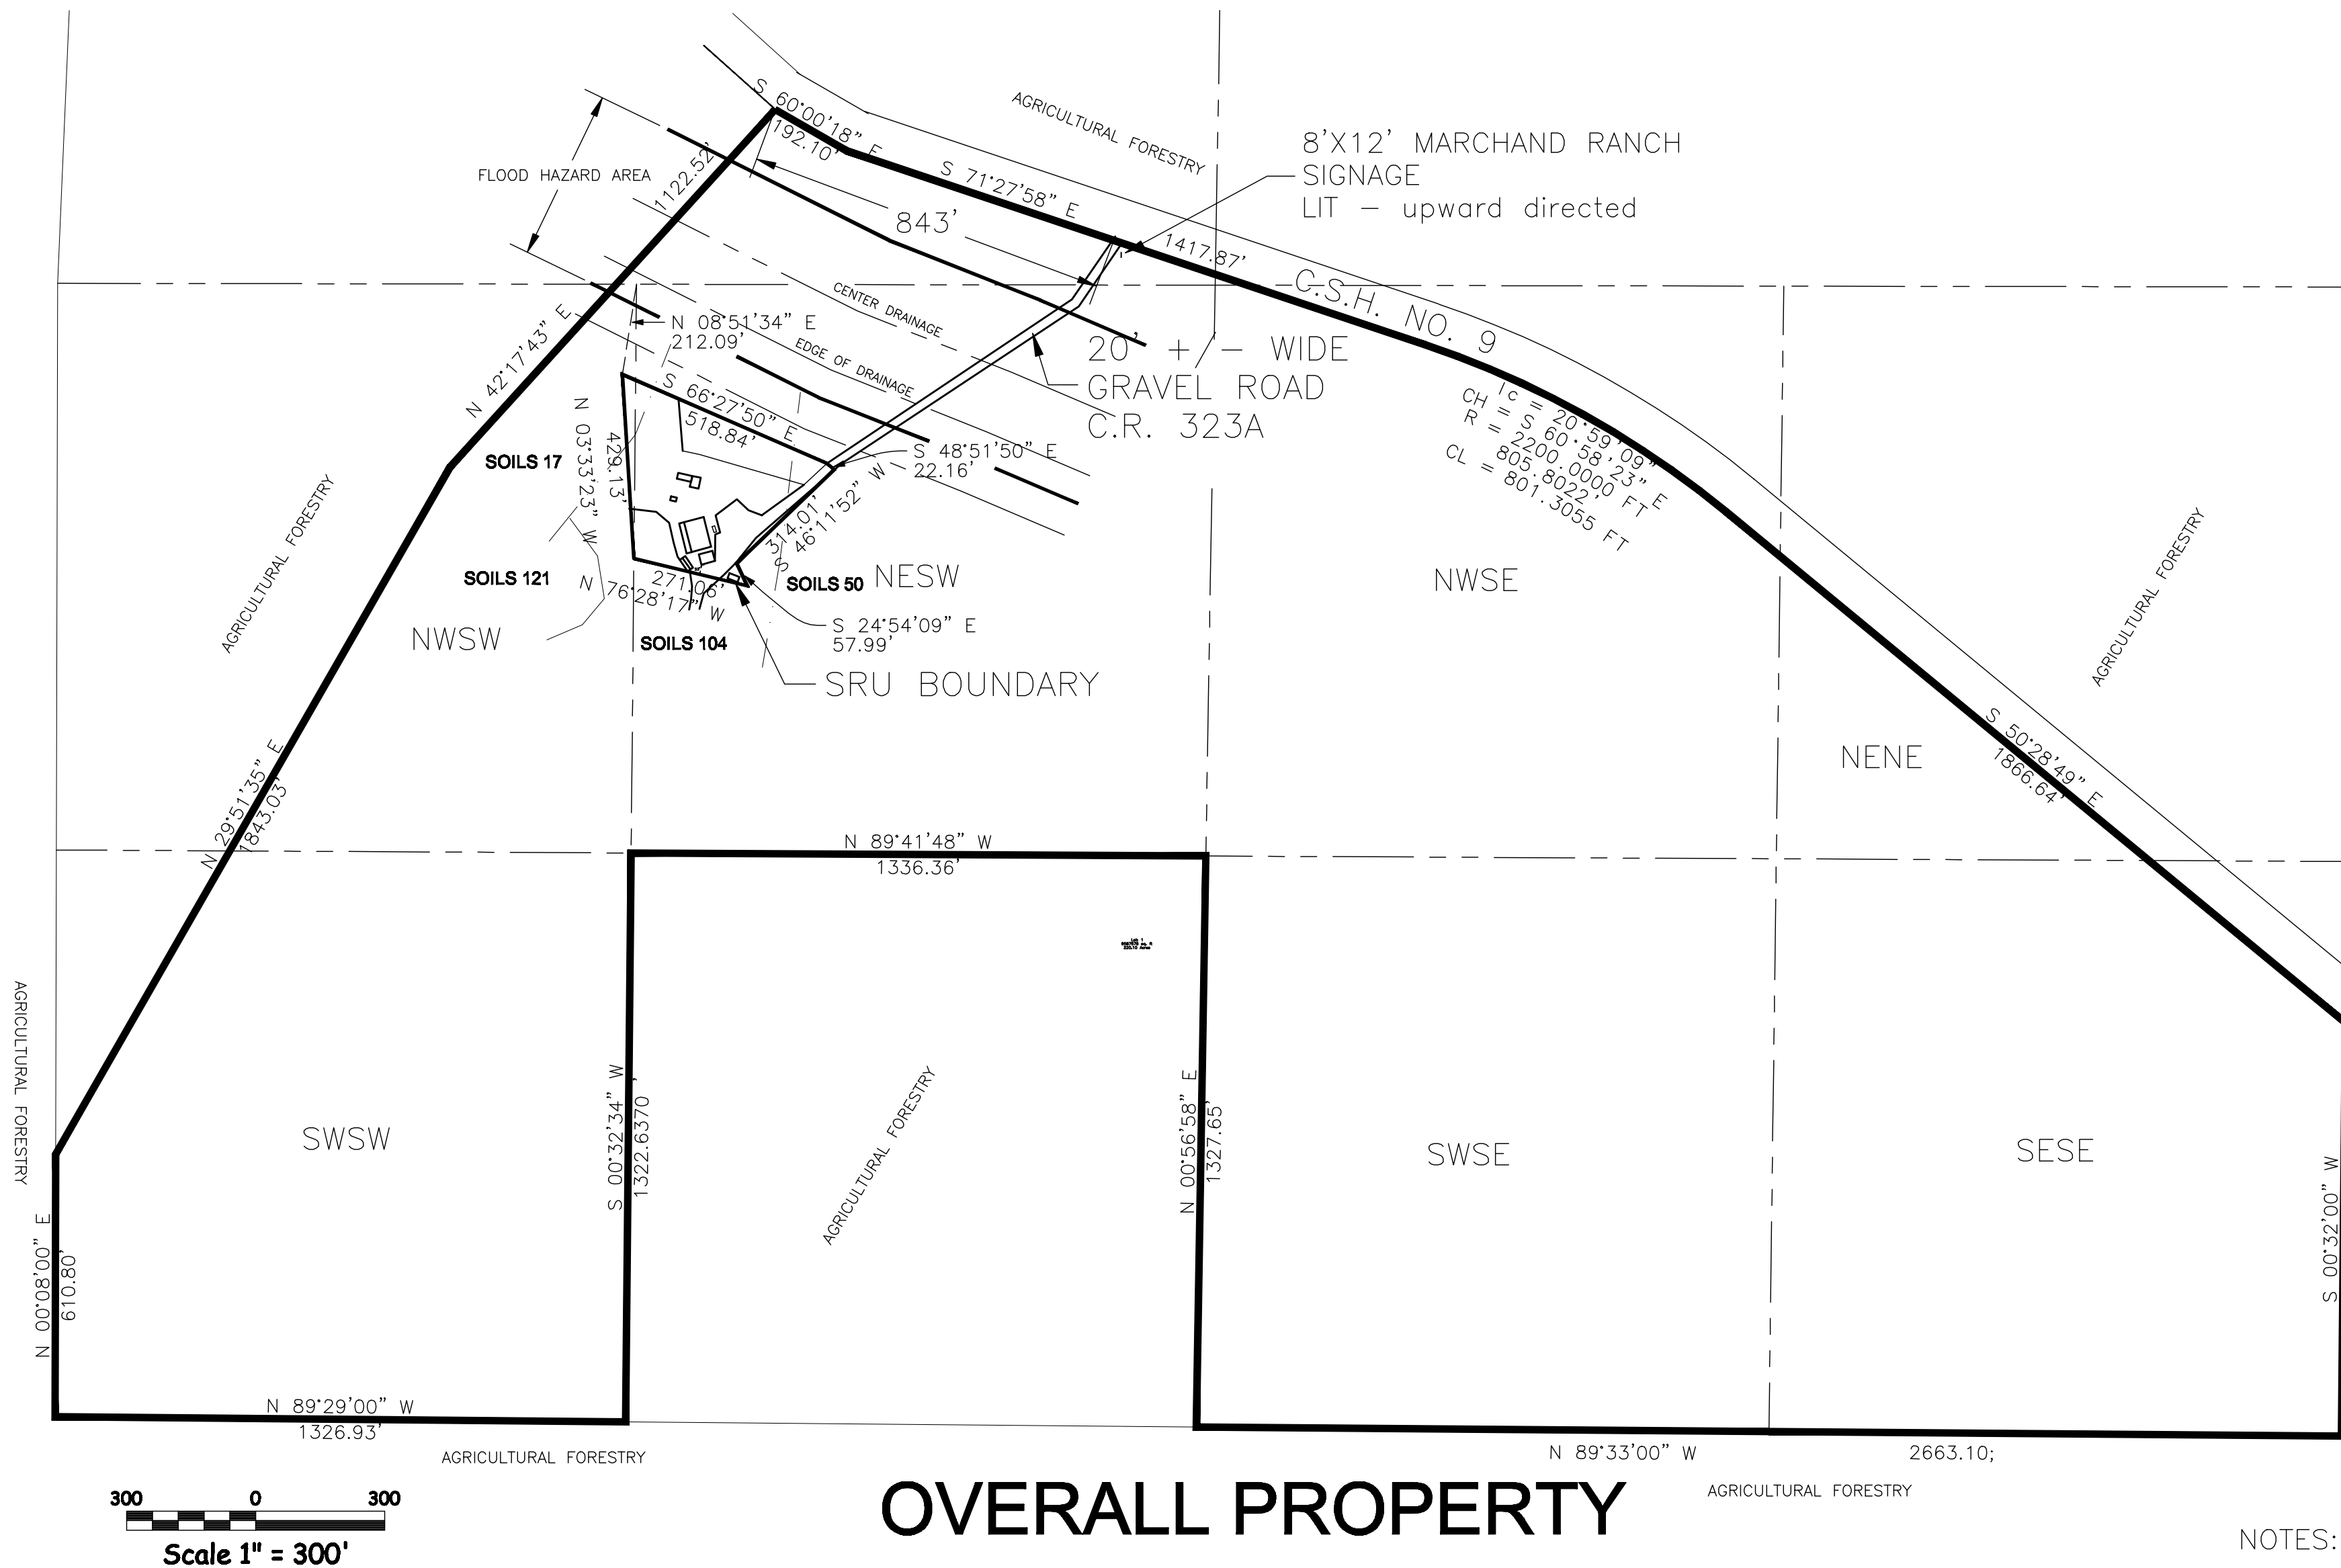 S 60°00'18" E
192.10'
AGRICULTURAL FORESTRY
8'X12' MARCHAND RANCH
SIGNAGE
LIT – upward directed
FLOOD HAZARD AREA
1122.52'
843'
S 71°27'58" E
1417.87'
C.S.H. NO. 9
CENTER DRAINAGE
N 08°51'34" E
212.09'
EDGE OF DRAINAGE
20' + – WIDE
GRAVEL ROAD
C.R. 323A
N 42°17'43" E
S 66°27'50" E
518.84'
S 48°51'50" E
22.16'
lc = 20°59'09"
CH = S 60°58'23" E
R = 2200.0000 FT
805.8022'
CL = 801.3055 FT
N 03°33'23" W
429.13'
SOILS 17
314.01'
S 46°11'52" W
AGRICULTURAL FORESTRY
SOILS 121
271.06'
N 76°28'17" W
SOILS 50
NESW
NWSE
AGRICULTURAL FORESTRY
NWSW
SOILS 104
S 24°54'09" E
57.99'
SRU BOUNDARY
S 50°28'49" E
1866.64'
NENE
N 29°51'35" E
1843.03'
N 89°41'48" W
1336.36'
Lot 1
220.10 Acres
AGRICULTURAL FORESTRY
SWSW
S 00°32'34" W
1322.6370 '
AGRICULTURAL FORESTRY
N 00°56'58" E
1327.65'
SWSE
SESE
S 00°32'00" W
N 00°08'00" E
610.80'
N 89°29'00" W
1326.93'
AGRICULTURAL FORESTRY
N 89°33'00" W 2663.10;
AGRICULTURAL FORESTRY
300 0 300
Scale 1" = 300'
OVERALL PROPERTY
NOTES: